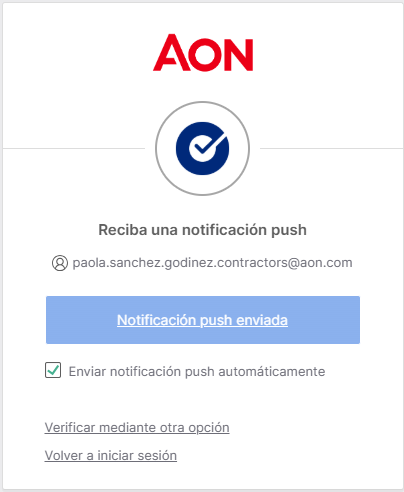 AON
Reciba una notificación push
paola.sanchez.godinez.contractors@aon.com
Notificación push enviada
Enviar notificación push automáticamente
Verificar mediante otra opción
Volver a iniciar sesión